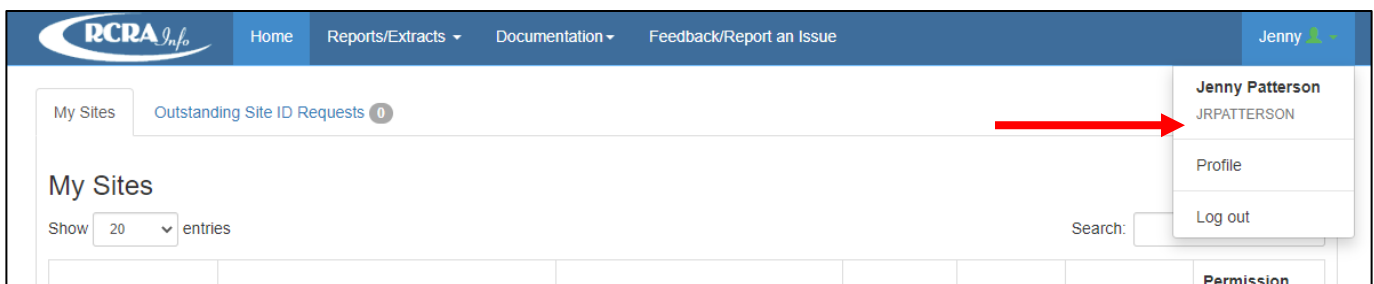 RCRAInfo Home Reports/Extracts Documentation Feedback/Report an Issue Jenny
Jenny Patterson
JRPATTERSON
Profile
Log out
My Sites Outstanding Site ID Requests 0
My Sites
Show 20 entries Search:
Permission